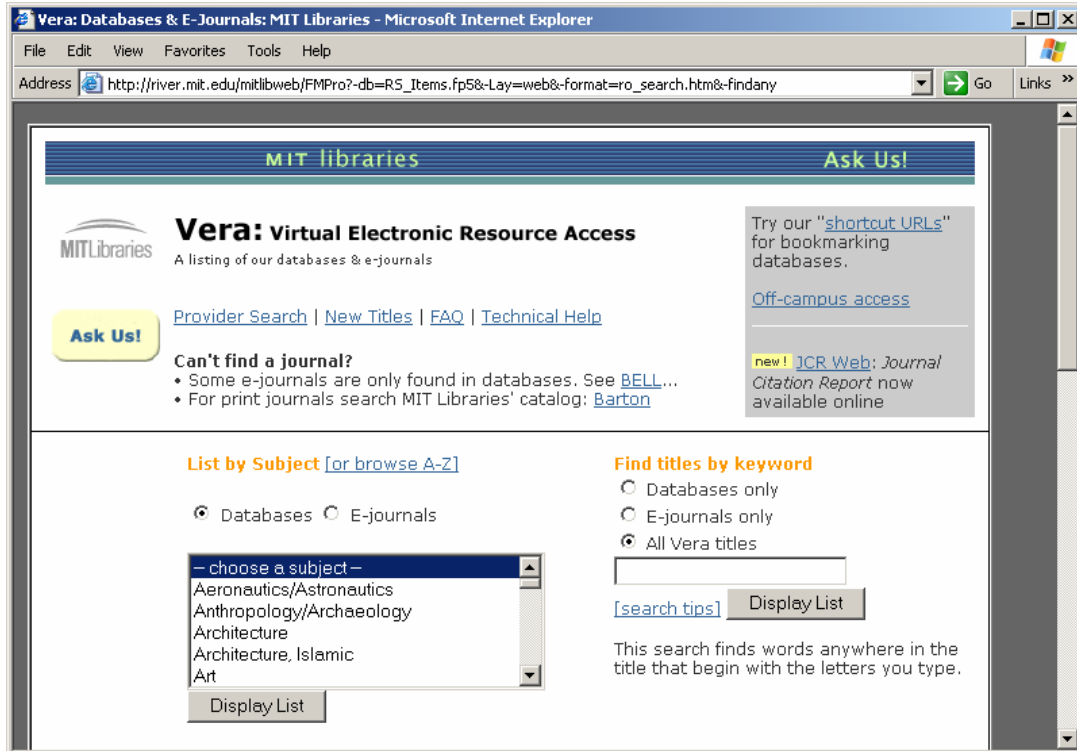 Vera: Databases & E-Journals: MIT Libraries - Microsoft Internet Explorer
File Edit View Favorites Tools Help
Address http://river.mit.edu/mitlibweb/FMPro?-db=RS_Items.fp5&-Lay=web&-format=ro_search.htm&-findany Go Links »
MIT libraries Ask Us!
MITLibraries
Vera: Virtual Electronic Resource Access
A listing of our databases & e-journals
Ask Us!
Provider Search | New Titles | FAQ | Technical Help
Can't find a journal?
• Some e-journals are only found in databases. See BELL...
• For print journals search MIT Libraries' catalog: Barton
Try our "shortcut URLs"
for bookmarking
databases.
Off-campus access
new! JCR Web: Journal
Citation Report now
available online
List by Subject [or browse A-Z]
Databases E-journals
– choose a subject –
Aeronautics/Astronautics
Anthropology/Archaeology
Architecture
Architecture, Islamic
Art
Display List
Find titles by keyword
Databases only
E-journals only
All Vera titles
[search tips] Display List
This search finds words anywhere in the
title that begin with the letters you type.